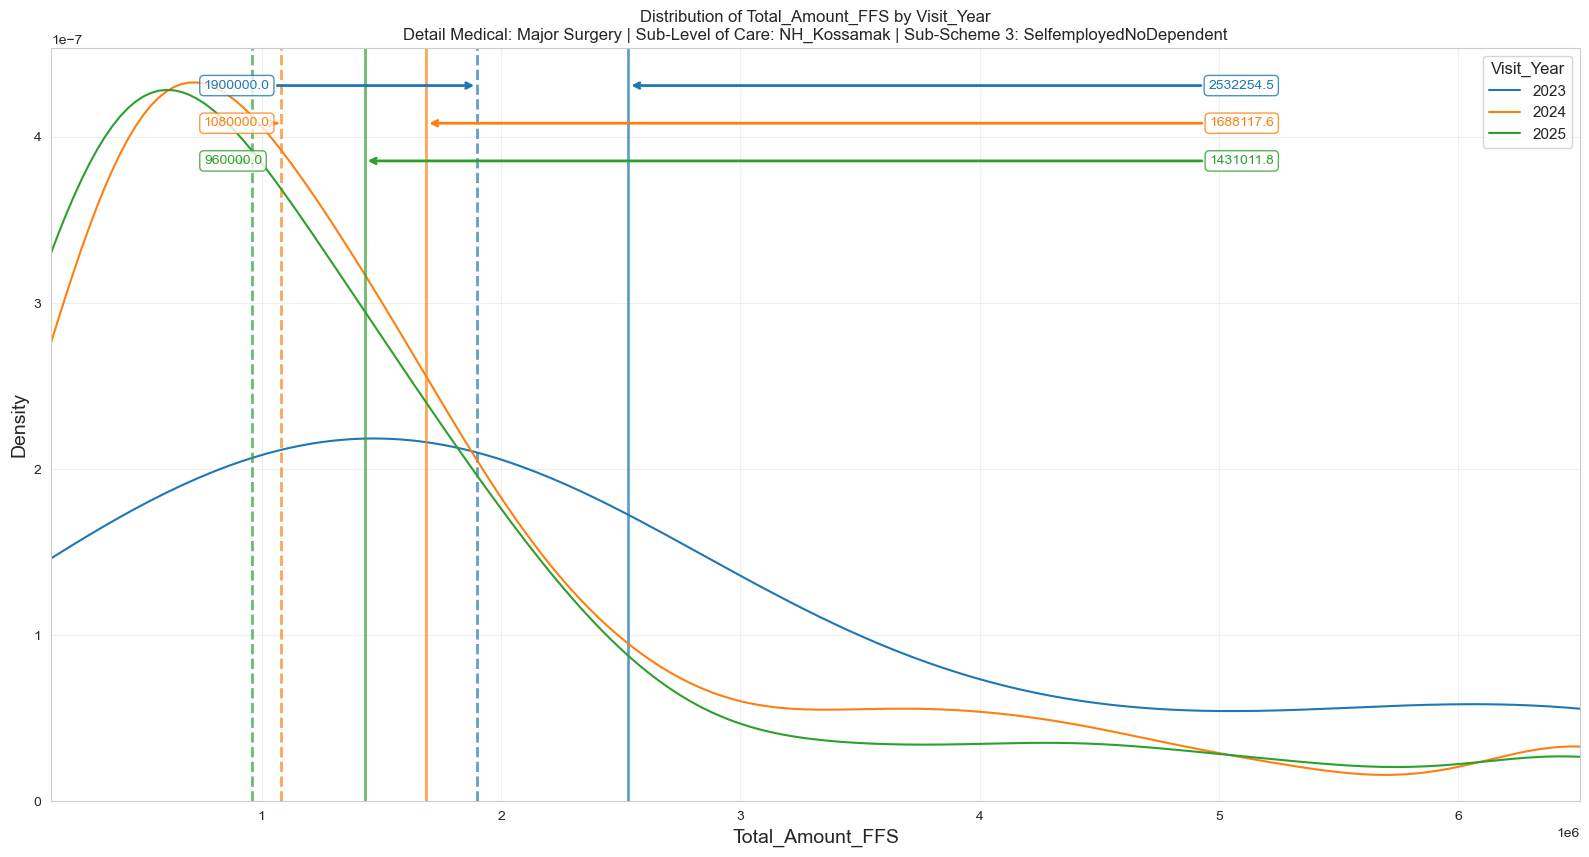 Distribution of Total_Amount_FFS by Visit_Year
Detail Medical: Major Surgery | Sub-Level of Care: NH_Kossamak | Sub-Scheme 3: SelfemployedNoDependent
1e−7
Visit_Year
2023
2024
2025
1900000.0
2532254.5
1080000.0
1688117.6
960000.0
1431011.8
4
3
2
1
0
Density
1
2
3
4
5
6
1e6
Total_Amount_FFS